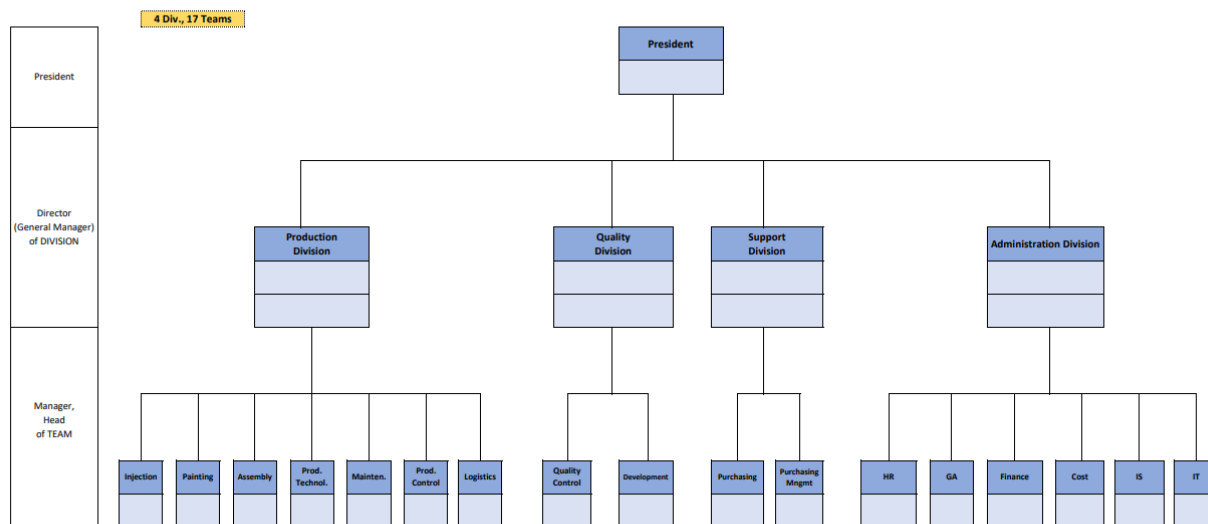 4 Div., 17 Teams
President
President
Director
(General Manager)
of DIVISION
Production
Division
Quality
Division
Support
Division
Administration Division
Manager,
Head
of TEAM
Injection
Painting
Assembly
Prod.
Technol.
Mainten.
Prod.
Control
Logistics
Quality
Control
Development
Purchasing
Purchasing
Mngmt
HR
GA
Finance
Cost
IS
IT